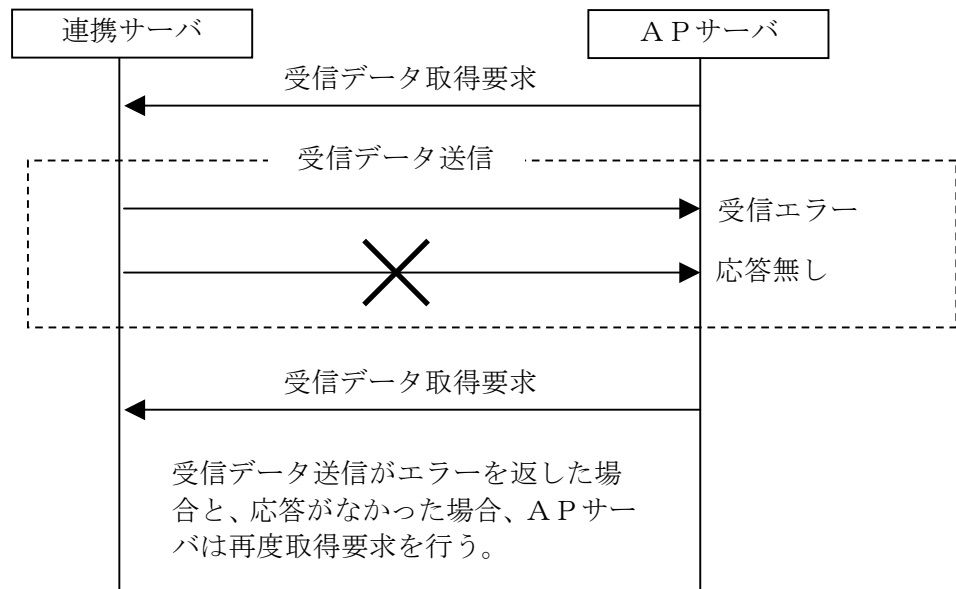 連携サーバ
ＡＰサーバ
受信データ取得要求
受信データ送信
受信エラー
応答無し
受信データ取得要求
受信データ送信がエラーを返した場
合と、応答がなかった場合、ＡＰサー
バは再度取得要求を行う。